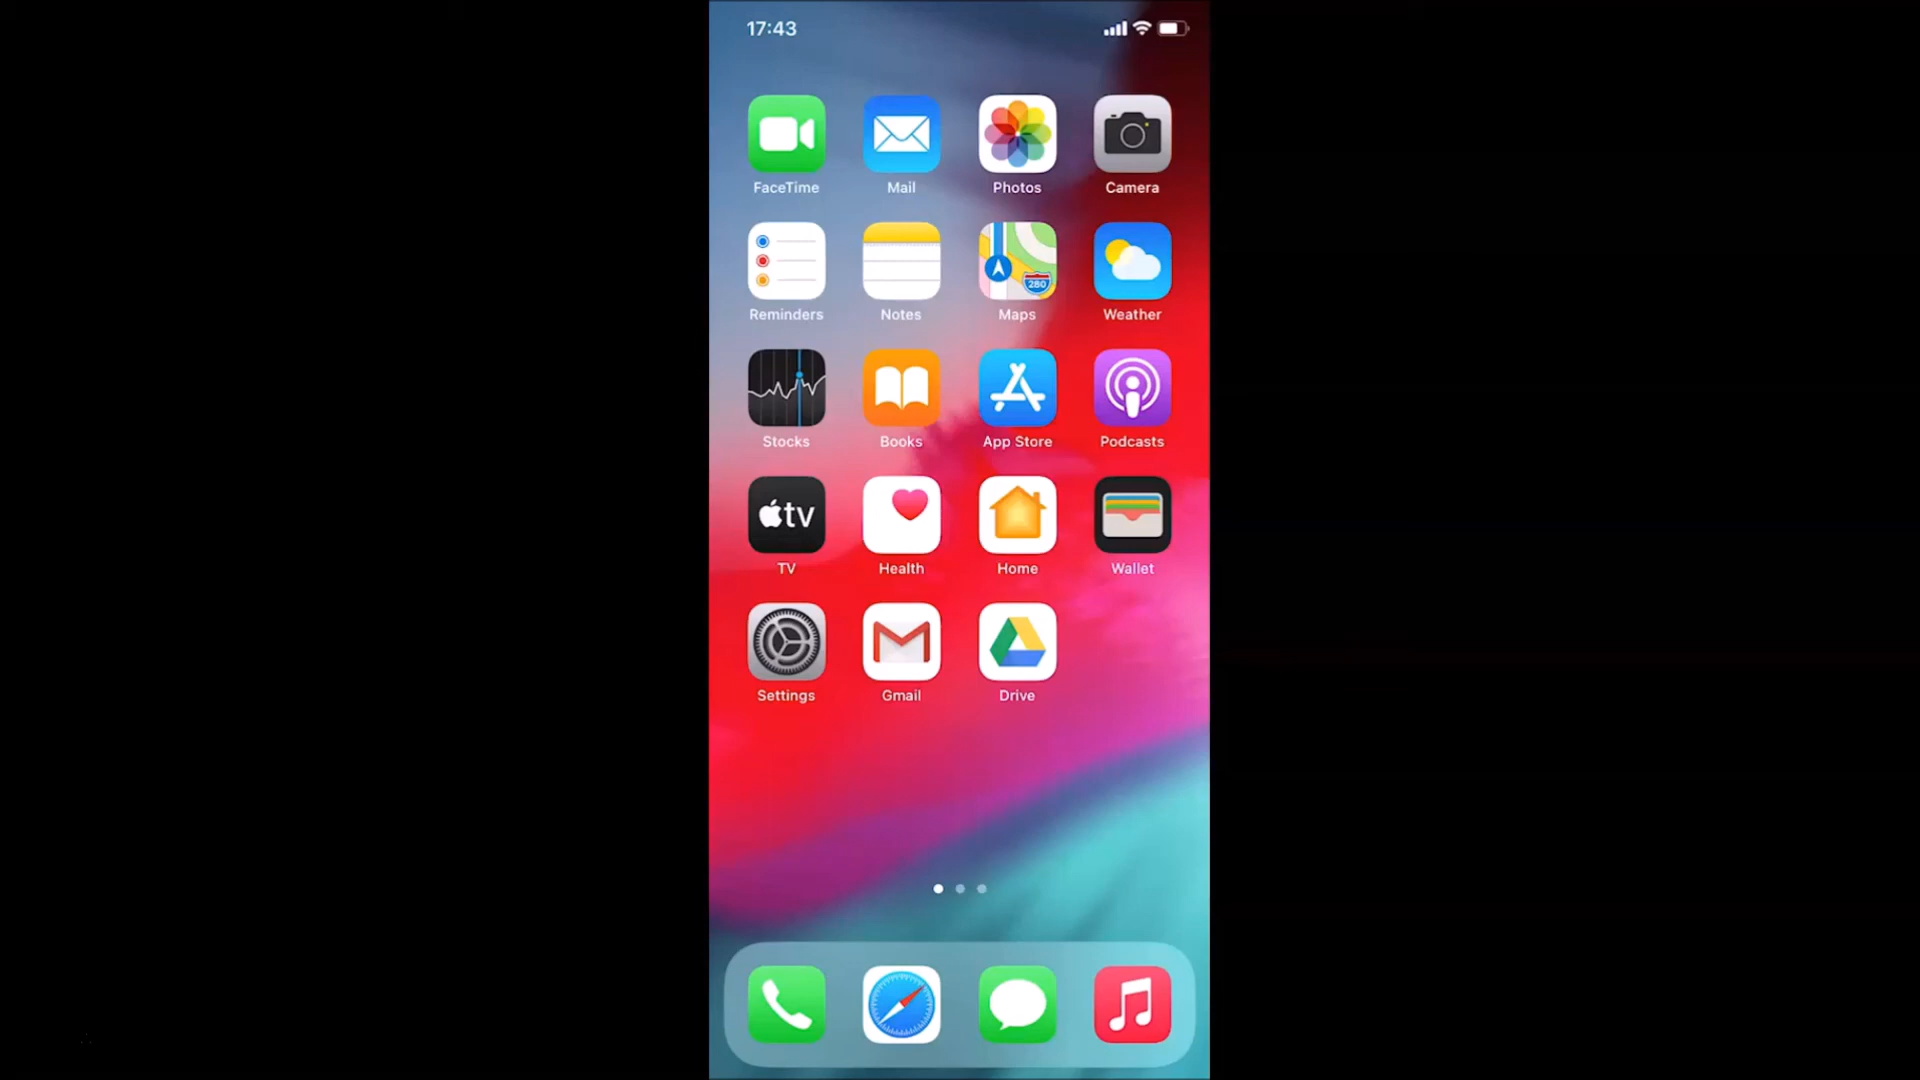 17:43
FaceTime Mail Photos Camera
280
Reminders Notes Maps Weather
Stocks Books App Store Podcasts
tv
TV Health Home Wallet
Settings Gmail Drive